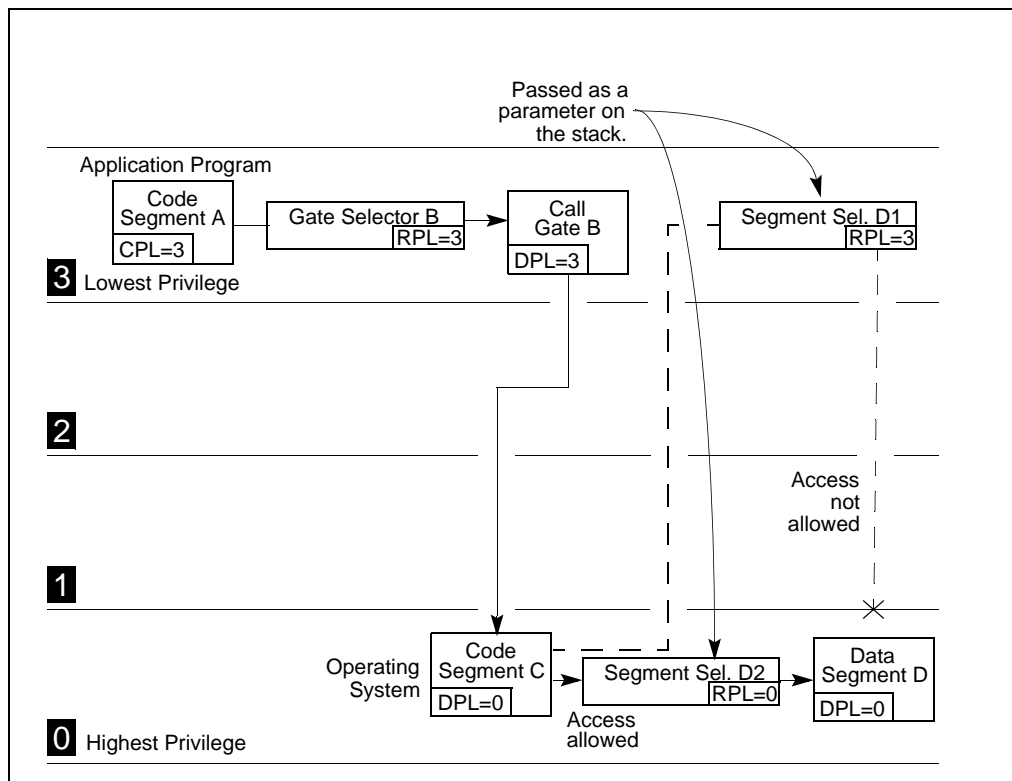 Passed as a
parameter on
the stack.
Application Program
Code
Segment A
CPL=3
Gate Selector B
RPL=3
Call
Gate B
DPL=3
Segment Sel. D1
RPL=3
3
Lowest Privilege
2
Access
not
allowed
1
Operating
System
Code
Segment C
DPL=0
Segment Sel. D2
RPL=0
Access
allowed
Data
Segment D
DPL=0
0
Highest Privilege